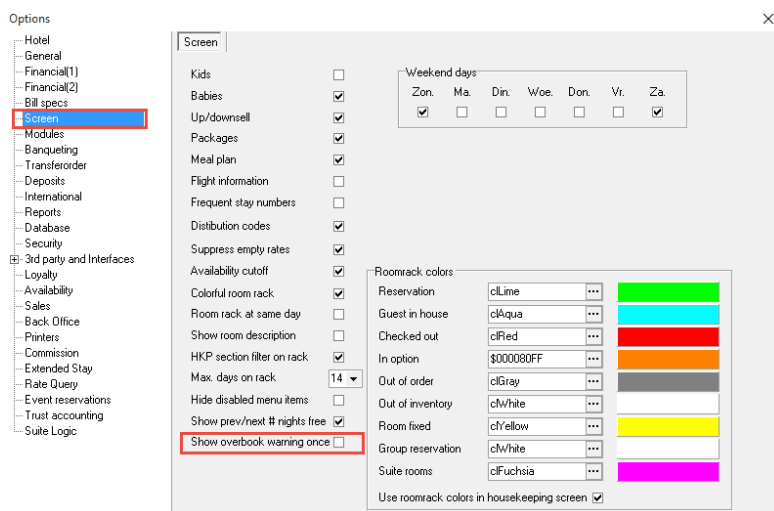 Options
Hotel
General
Financial(1)
Financial(2)
Bill specs
Screen
Modules
Banqueting
Transferorder
Deposits
International
Reports
Database
Security
3rd party and Interfaces
Loyalty
Availability
Sales
Back Office
Printers
Commission
Extended Stay
Rate Query
Event reservations
Trust accounting
Suite Logic
Screen
Kids
Babies
Up/downsell
Packages
Meal plan
Flight information
Frequent stay numbers
Distibution codes
Suppress empty rates
Availability cutoff
Colorful room rack
Room rack at same day
Show room description
HKP section filter on rack
Max. days on rack 14
Hide disabled menu items
Show prev/next # nights free
Show overbook warning once
Weekend days
Zon. Ma. Din. Woe. Don. Vr. Za.
Roomrack colors
Reservation clLime ...
Guest in house clAqua ...
Checked out clRed ...
In option $000080FF ...
Out of order clGray ...
Out of inventory clWhite ...
Room fixed clYellow ...
Group reservation clWhite ...
Suite rooms clFuchsia ...
Use roomrack colors in housekeeping screen